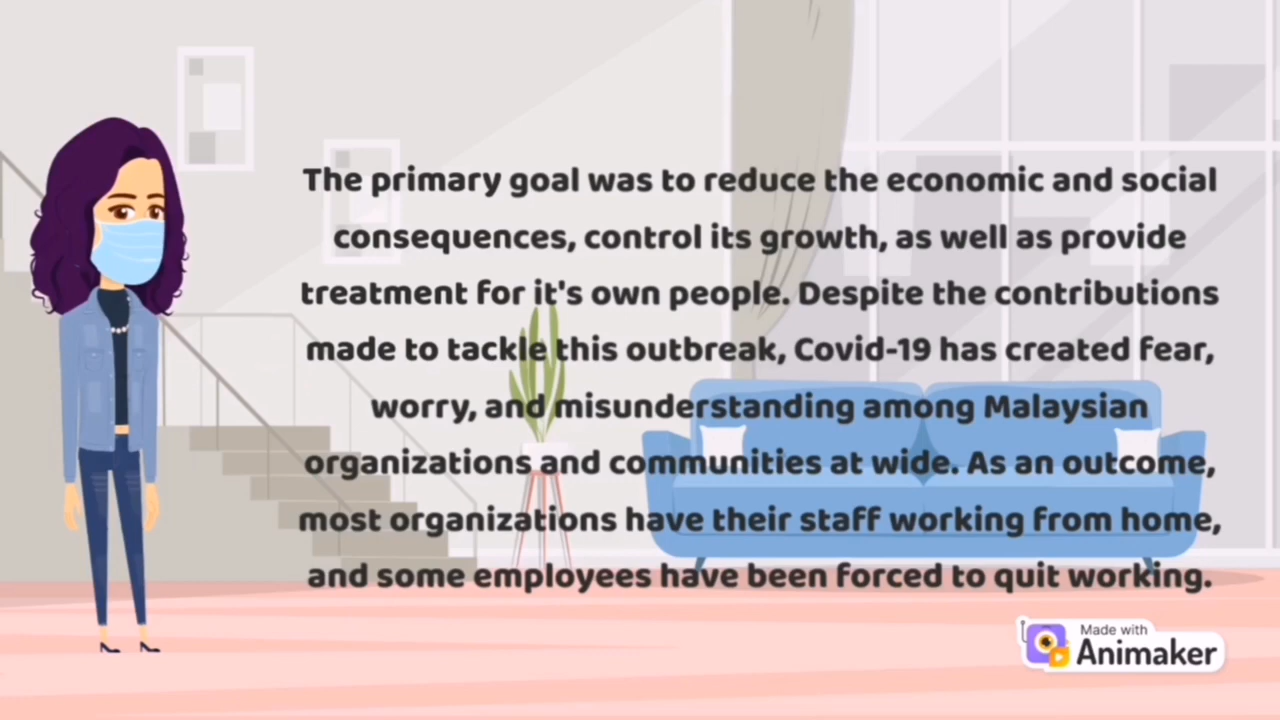 The primary goal was to reduce the economic and social
consequences, control its growth, as well as provide
treatment for it's own people. Despite the contributions
made to tackle this outbreak, Covid-19 has created fear,
worry, and misunderstanding among Malaysian
organizations and communities at wide. As an outcome,
most organizations have their staff working from home,
and some employees have been forced to quit working.
Made with
Animaker